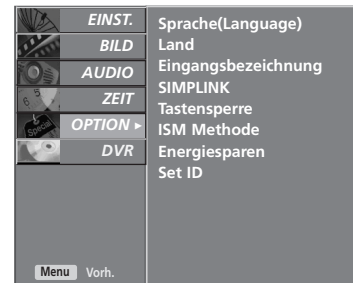 EINST.
BILD
AUDIO
ZEIT
OPTION ►
DVR
Menu Vorh.
Sprache(Language)
Land
Eingangsbezeichnung
SIMPLINK
Tastensperre
ISM Methode
Energiesparen
Set ID